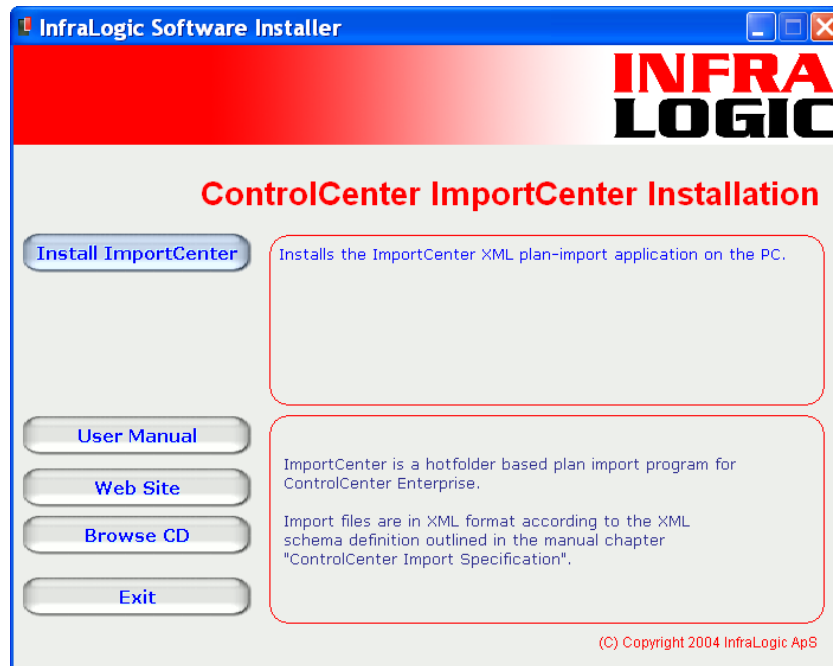 InfraLogic Software Installer
INFRA
LOGIC
ControlCenter ImportCenter Installation
Install ImportCenter
Installs the ImportCenter XML plan-import application on the PC.
User Manual
Web Site
Browse CD
Exit
ImportCenter is a hotfolder based plan import program for
ControlCenter Enterprise.
Import files are in XML format according to the XML
schema definition outlined in the manual chapter
"ControlCenter Import Specification".
(C) Copyright 2004 InfraLogic ApS